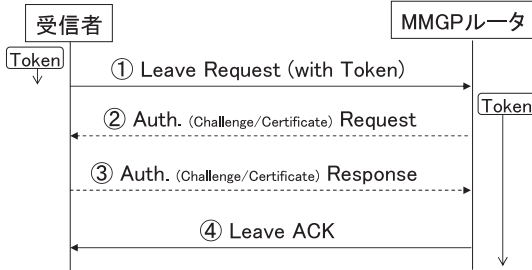 受信者
MMGPルータ
Token
① Leave Request (with Token)
Token
② Auth. (Challenge/Certificate) Request
③ Auth. (Challenge/Certificate) Response
④ Leave ACK